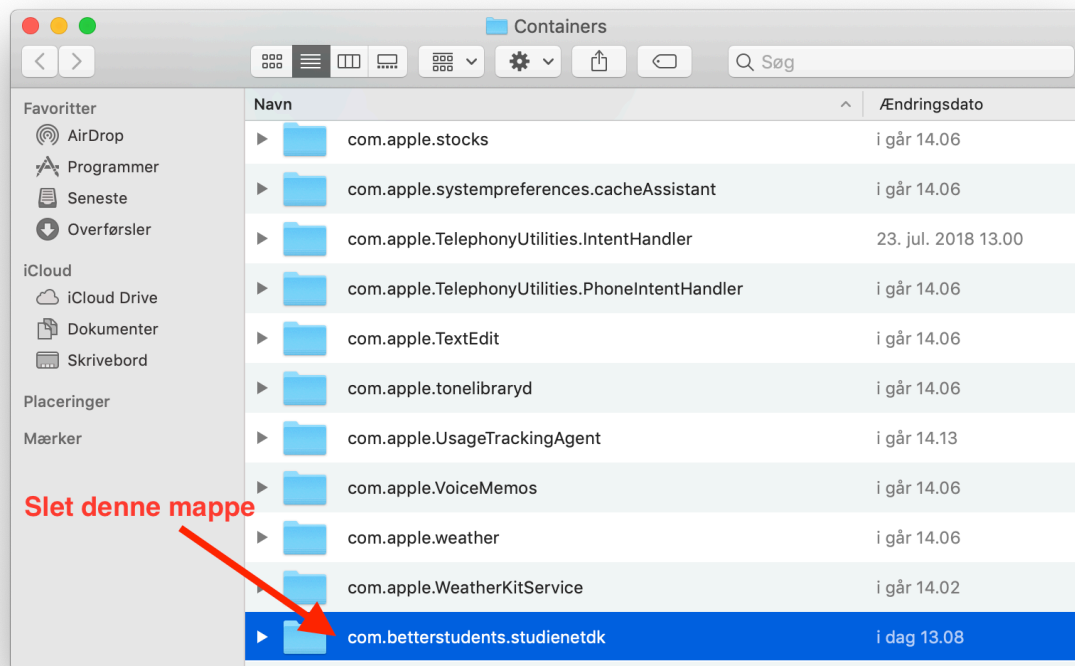 Containers
Søg
Favoritter
AirDrop
Programmer
Seneste
Overførsler
iCloud
iCloud Drive
Dokumenter
Skrivebord
Placeringer
Mærker
Slet denne mappe
Navn Ændringsdato
com.apple.stocks i går 14.06
com.apple.systempreferences.cacheAssistant i går 14.06
com.apple.TelephonyUtilities.IntentHandler 23. jul. 2018 13.00
com.apple.TelephonyUtilities.PhoneIntentHandler i går 14.06
com.apple.TextEdit i går 14.06
com.apple.tonelibraryd i går 14.06
com.apple.UsageTrackingAgent i går 14.13
com.apple.VoiceMemos i går 14.06
com.apple.weather i går 14.06
com.apple.WeatherKitService i går 14.02
com.betterstudents.studienetdk i dag 13.08